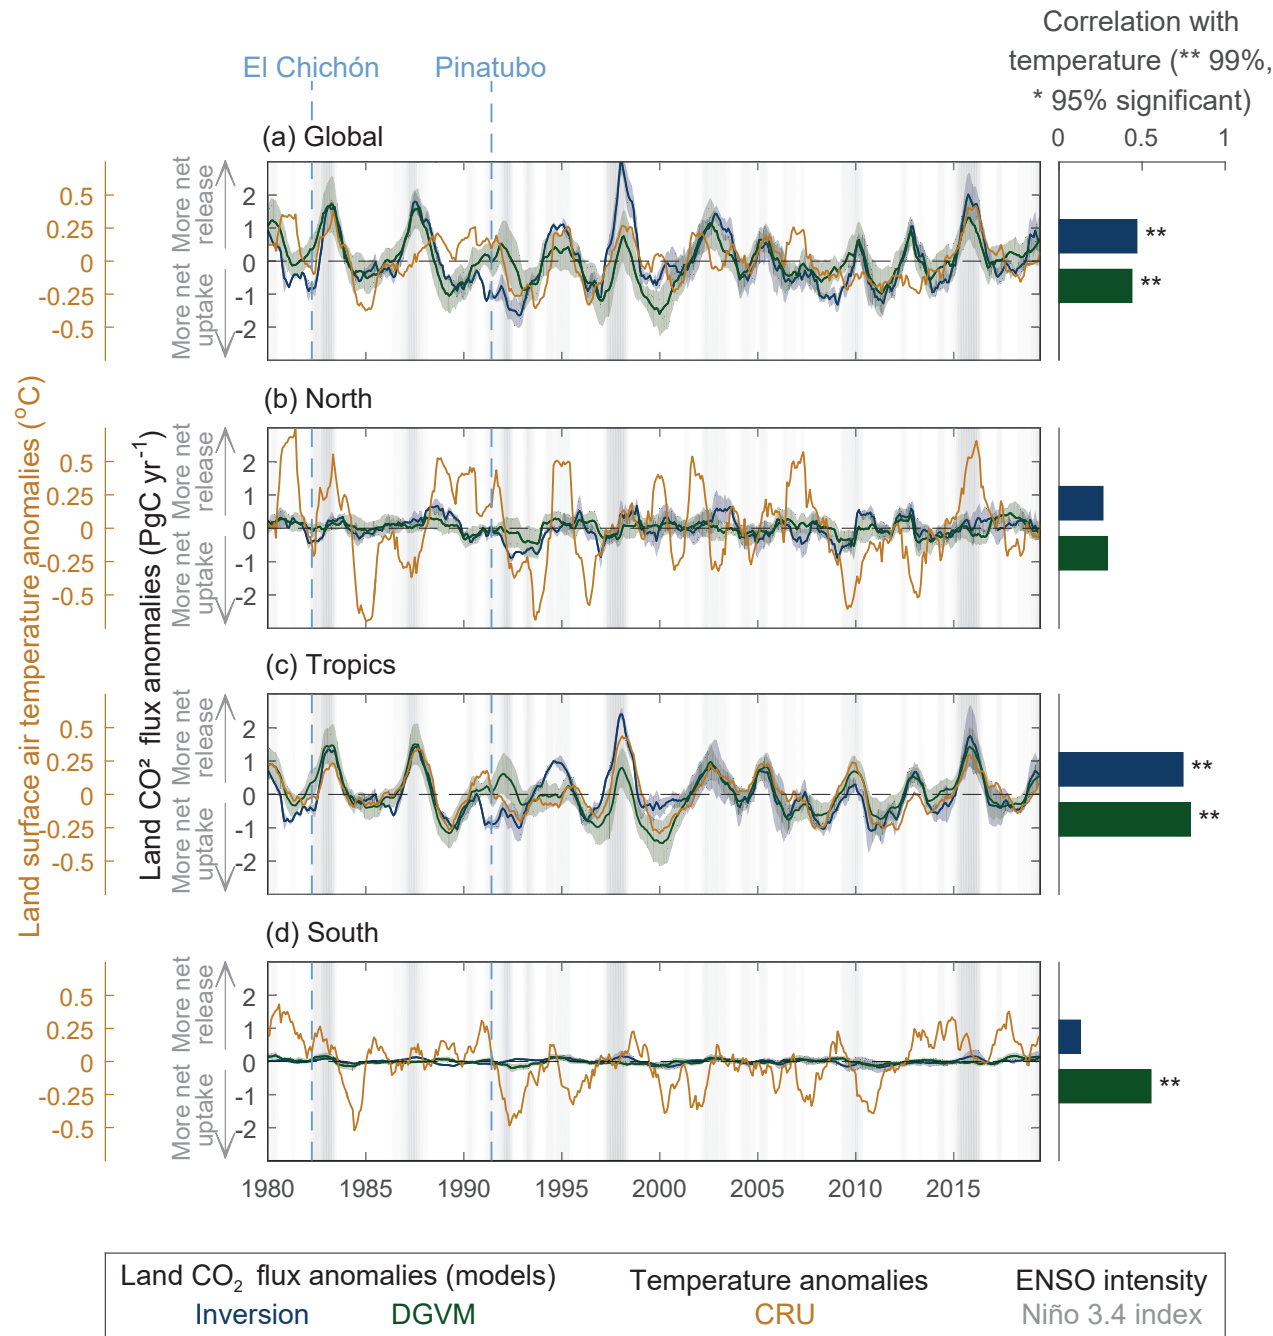 Correlation with
temperature (** 99%,
* 95% significant)
El Chichón Pinatubo
0 0.5 1
(a) Global
0.5
0.25
0
-0.25
-0.5
More net release
More net uptake
2
1
0
-1
-2
**
**
(b) North
0.5
0.25
0
-0.25
-0.5
More net release
More net uptake
2
1
0
-1
-2
Land surface air temperature anomalies (°C)
Land CO² flux anomalies (PgC yr⁻¹)
(c) Tropics
0.5
0.25
0
-0.25
-0.5
More net release
More net uptake
2
1
0
-1
-2
**
**
(d) South
0.5
0.25
0
-0.25
-0.5
More net release
More net uptake
2
1
0
-1
-2
**
1980 1985 1990 1995 2000 2005 2010 2015
Land CO₂ flux anomalies (models) Temperature anomalies ENSO intensity
Inversion DGVM CRU Niño 3.4 index